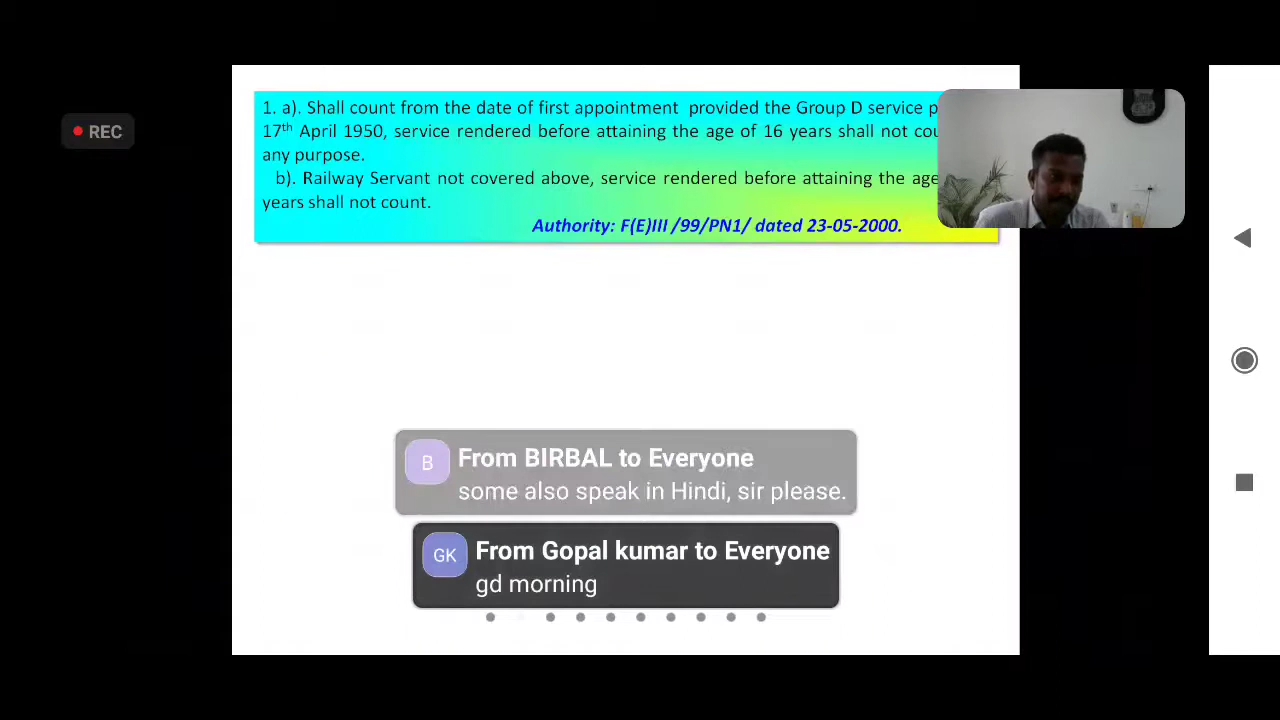 REC
1. a). Shall count from the date of first appointment provided the Group D service p
17th April 1950, service rendered before attaining the age of 16 years shall not cou
any purpose.
b). Railway Servant not covered above, service rendered before attaining the age
years shall not count.
Authority: F(E)III /99/PN1/ dated 23-05-2000.
B
From BIRBAL to Everyone
some also speak in Hindi, sir please.
GK
From Gopal kumar to Everyone
gd morning